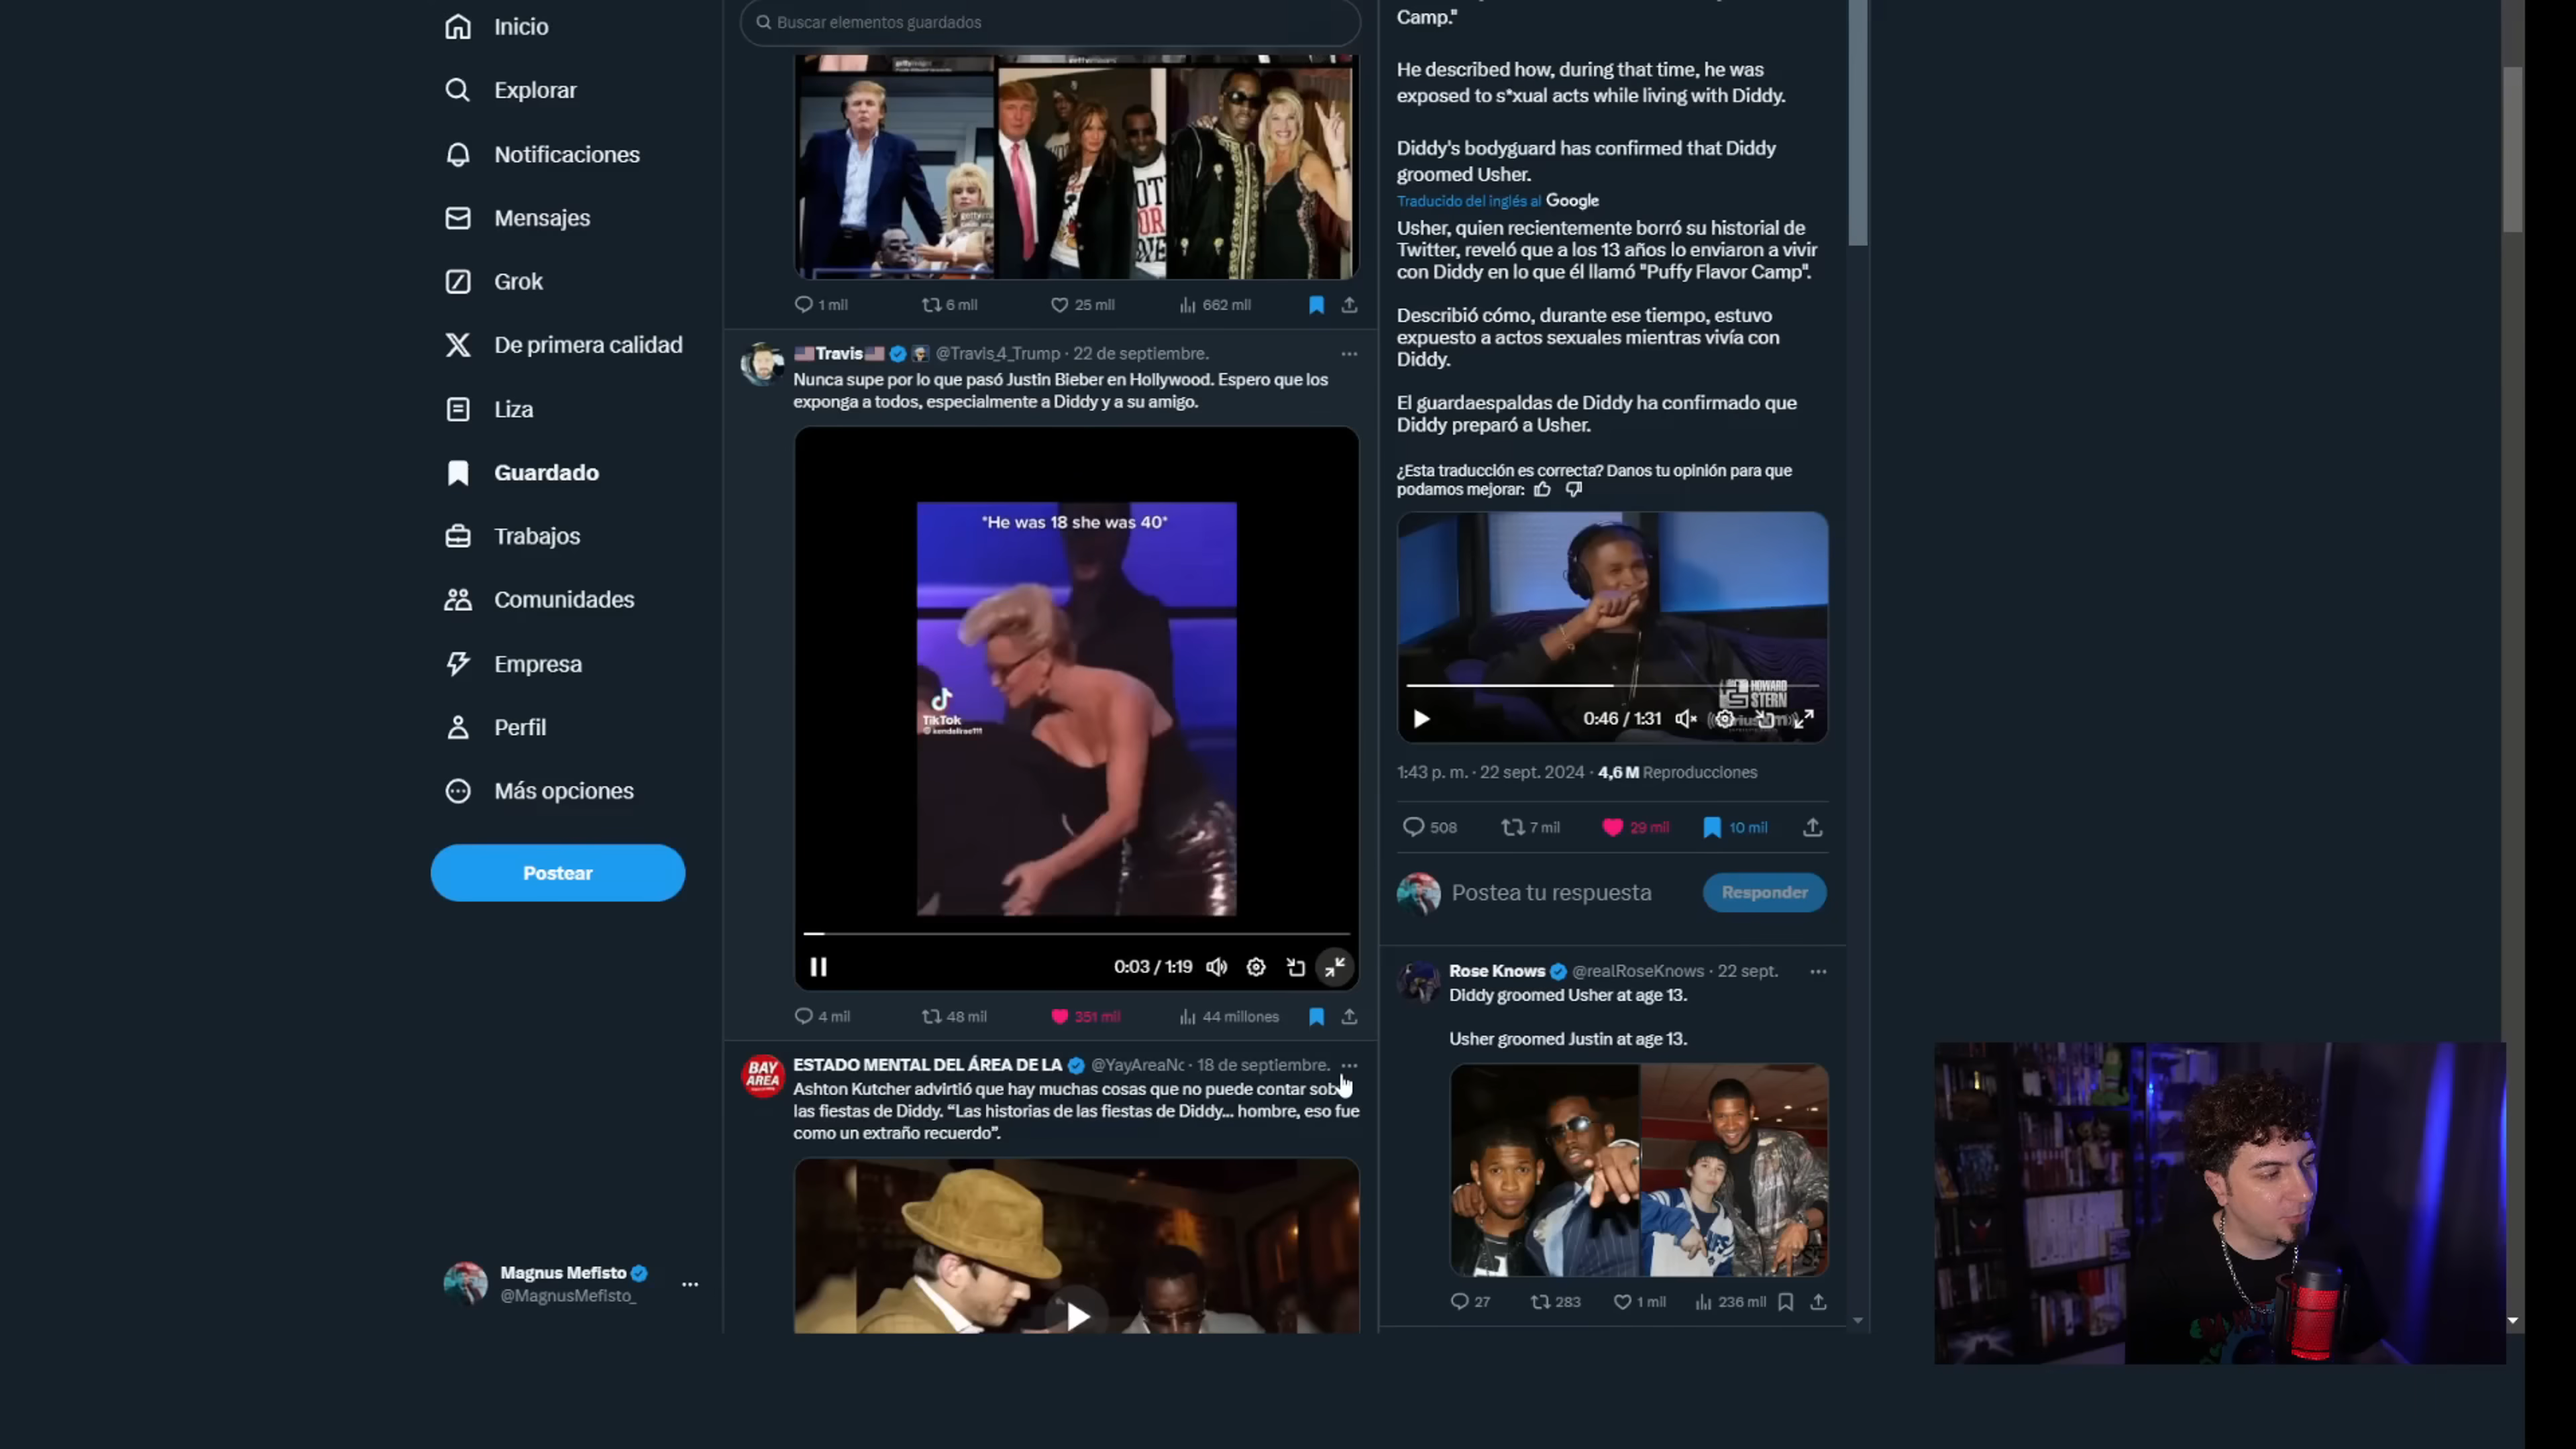 Inicio
Explorar
Notificaciones
Mensajes
Grok
De primera calidad
Liza
Guardado
Trabajos
Comunidades
Empresa
Perfil
Más opciones
Postear
Magnus Mefisto
@MagnusMefisto_
Buscar elementos guardados
1 mil 6 mil 25 mil 662 mil
Travis @Travis_4_Trump · 22 de septiembre.
Nunca supe por lo que pasó Justin Bieber en Hollywood. Espero que los
exponga a todos, especialmente a Diddy y a su amigo.
*He was 18 she was 40*
TikTok
0:03 / 1:19
4 mil 48 mil 351 mil 44 millones
BAY
AREA
ESTADO MENTAL DEL ÁREA DE LA @YayAreaNc · 18 de septiembre.
Ashton Kutcher advirtió que hay muchas cosas que no puede contar sob
las fiestas de Diddy. “Las historias de las fiestas de Diddy... hombre, eso fue
como un extraño recuerdo”.
Camp."
He described how, during that time, he was
exposed to s*xual acts while living with Diddy.
Diddy's bodyguard has confirmed that Diddy
groomed Usher.
Traducido del inglés al Google
Usher, quien recientemente borró su historial de
Twitter, reveló que a los 13 años lo enviaron a vivir
con Diddy en lo que él llamó "Puffy Flavor Camp".
Describió cómo, durante ese tiempo, estuvo
expuesto a actos sexuales mientras vivía con
Diddy.
El guardaespaldas de Diddy ha confirmado que
Diddy preparó a Usher.
¿Esta traducción es correcta? Danos tu opinión para que
podamos mejorar:
HOWARD
STERN
0:46 / 1:31
1:43 p. m. · 22 sept. 2024 · 4,6 M Reproducciones
508 7 mil 29 mil 10 mil
Postea tu respuesta Responder
Rose Knows @realRoseKnows · 22 sept.
Diddy groomed Usher at age 13.
Usher groomed Justin at age 13.
27 283 1 mil 236 mil